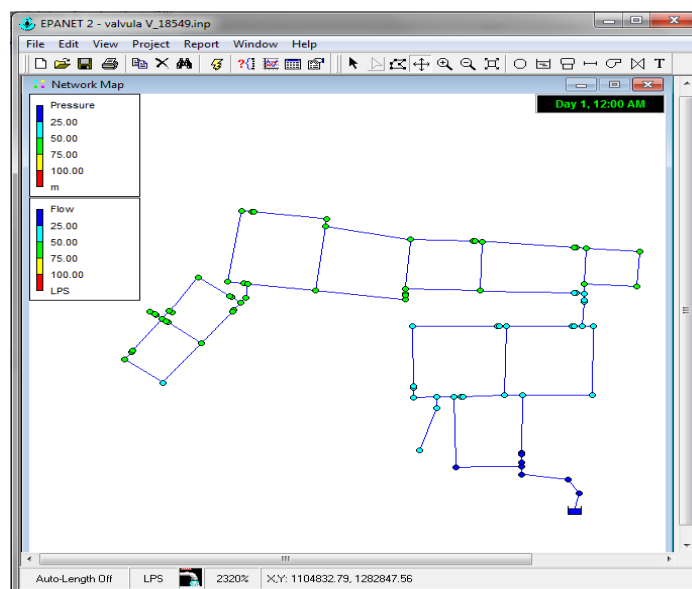 EPANET 2 - valvula V_18549.inp
File Edit View Project Report Window Help
T
Network Map
Day 1, 12:00 AM
Pressure
25.00
50.00
75.00
100.00
m
Flow
25.00
50.00
75.00
100.00
LPS
Auto-Length Off LPS 2320% X,Y: 1104832.79, 1282847.56